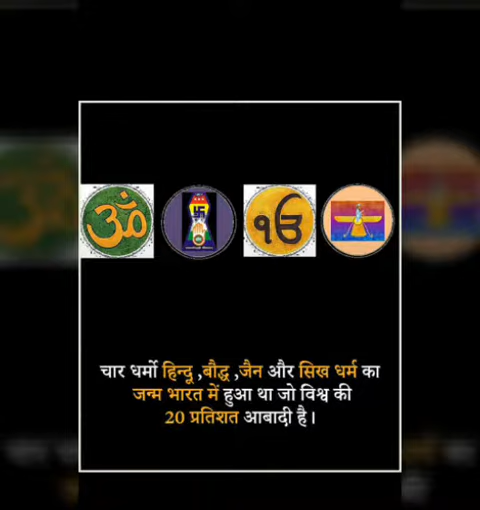 ॐ
ੴ
चार धर्मो हिन्दू ,बौद्ध ,जैन और सिख धर्म का
जन्म भारत में हुआ था जो विश्व की
20 प्रतिशत आबादी है।